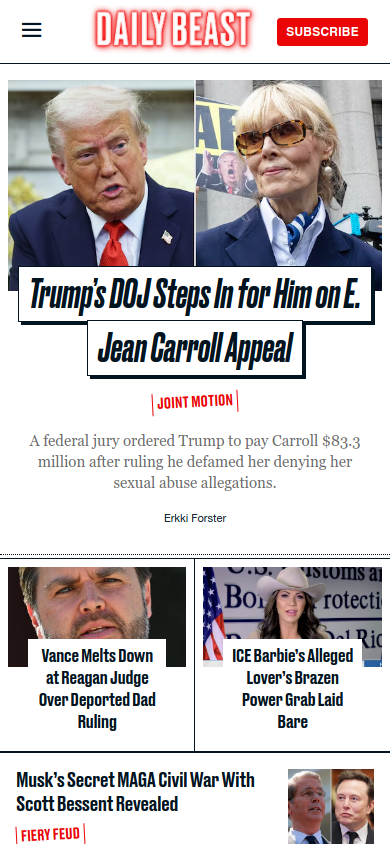 DAILY BEAST
SUBSCRIBE
Trump's DOJ Steps In for Him on E.
Jean Carroll Appeal
JOINT MOTION
A federal jury ordered Trump to pay Carroll $83.3
million after ruling he defamed her denying her
sexual abuse allegations.
Erkki Forster
Vance Melts Down
at Reagan Judge
Over Deported Dad
Ruling
ICE Barbie's Alleged
Lover's Brazen
Power Grab Laid
Bare
Musk's Secret MAGA Civil War With
Scott Bessent Revealed
FIERY FEUD